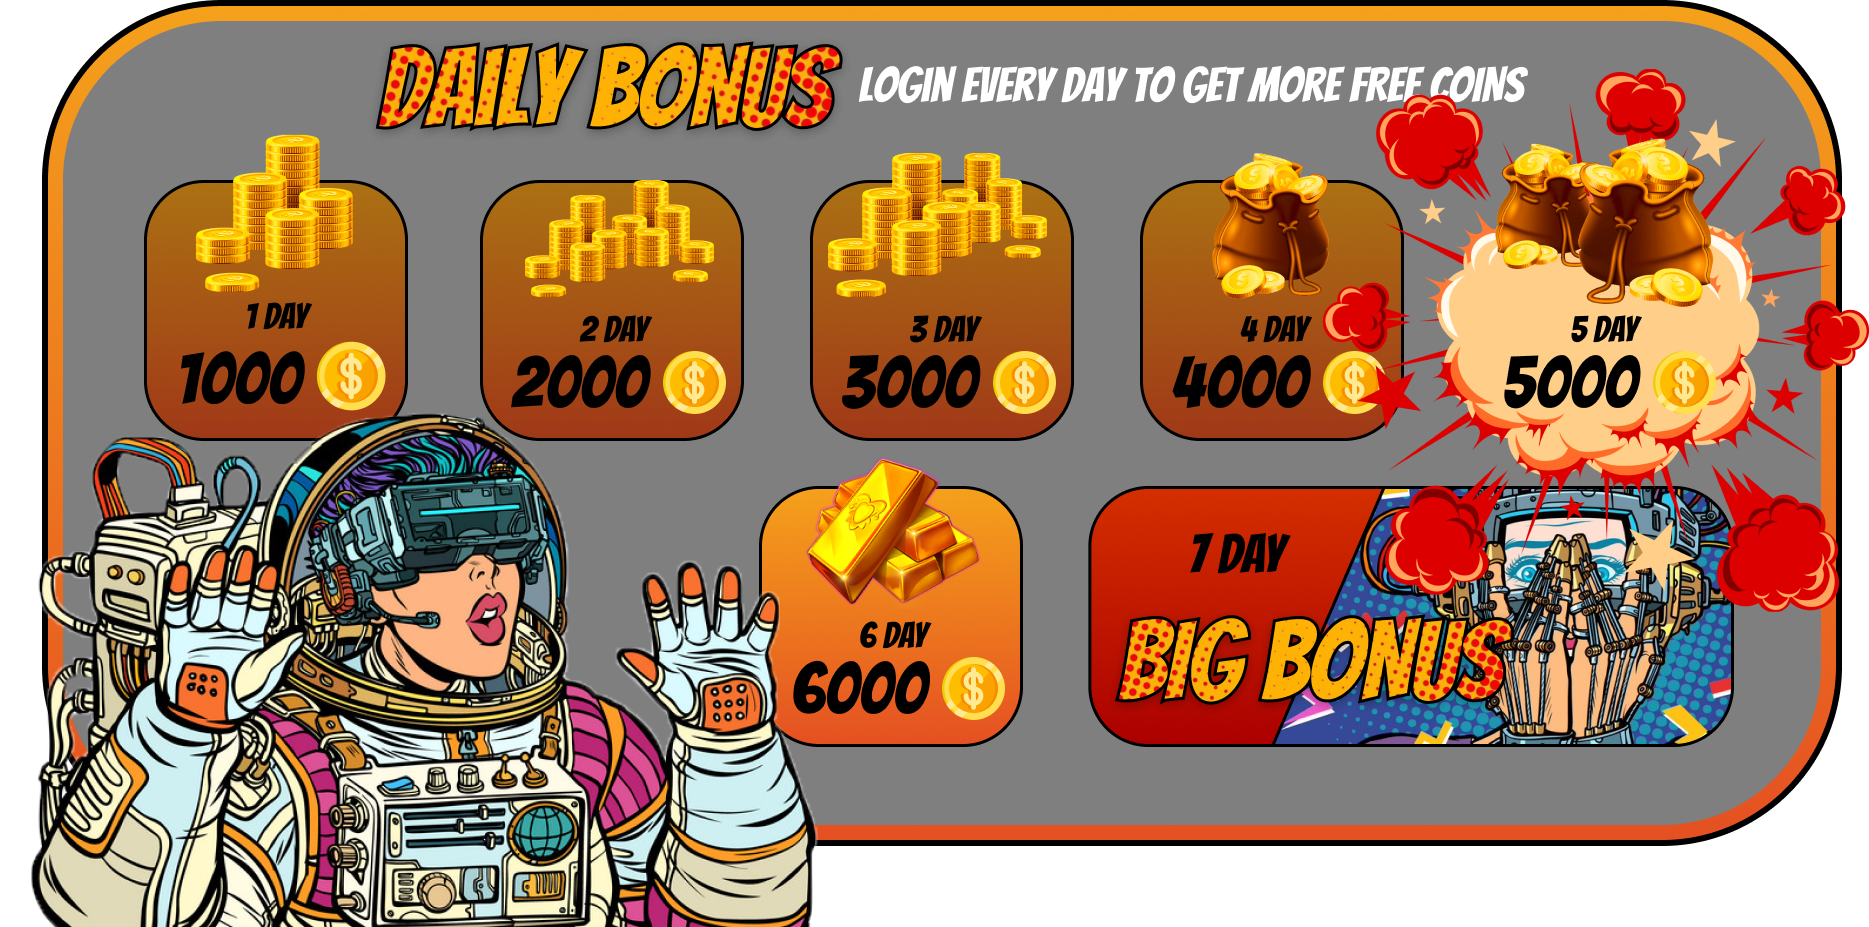 DAILY BONUS
LOGIN EVERY DAY TO GET MORE FREE COINS
1 DAY
1000
2 DAY
2000
3 DAY
3000
4 DAY
4000
5 DAY
5000
6 DAY
6000
7 DAY
BIG BONUS